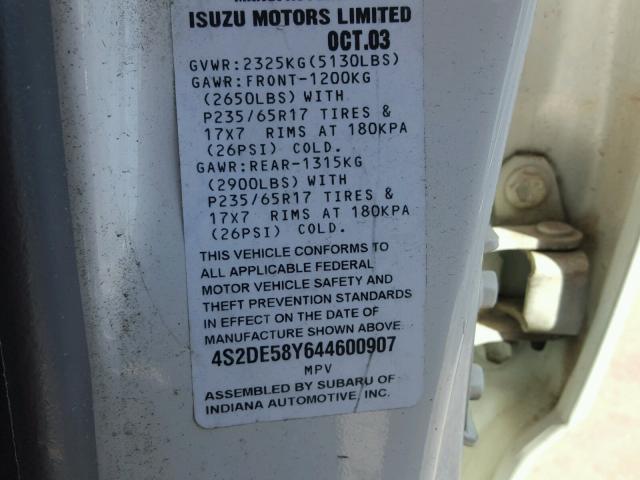 ISUZU MOTORS LIMITED
OCT.03
GVWR:2325KG(5130LBS)
GAWR:FRONT-1200KG
(2650LBS) WITH
P235/65R17 TIRES &
17X7 RIMS AT 180KPA
(26PSI) COLD.
GAWR:REAR-1315KG
(2900LBS) WITH
P235/65R17 TIRES &
17X7 RIMS AT 180KPA
(26PSI) COLD.
THIS VEHICLE CONFORMS TO
ALL APPLICABLE FEDERAL
MOTOR VEHICLE SAFETY AND
THEFT PREVENTION STANDARDS
IN EFFECT ON THE DATE OF
MANUFACTURE SHOWN ABOVE.
4S2DE58Y644600907
MPV
ASSEMBLED BY SUBARU OF
INDIANA AUTOMOTIVE, INC.